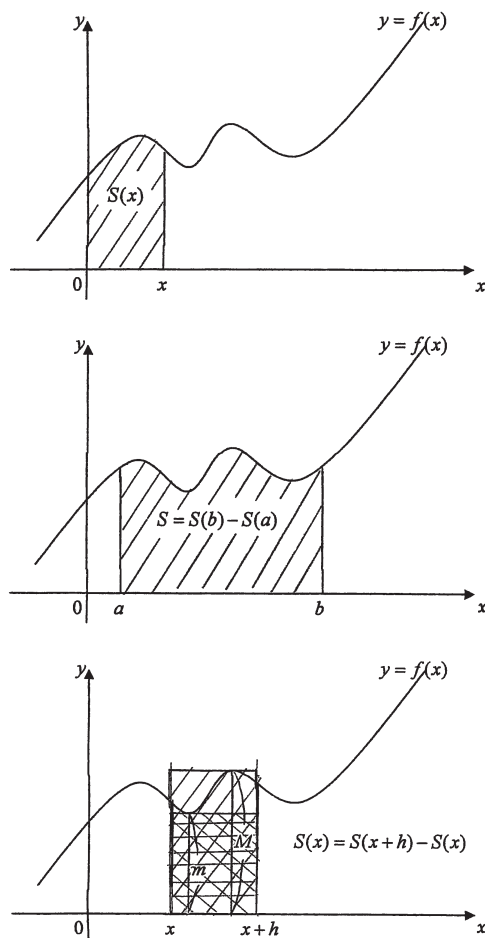 y
y = f(x)
S(x)
0
x
x
y
y = f(x)
S = S(b) − S(a)
0
a
b
x
y
y = f(x)
M
m
S(x) = S(x+h) − S(x)
0
x
x+h
x